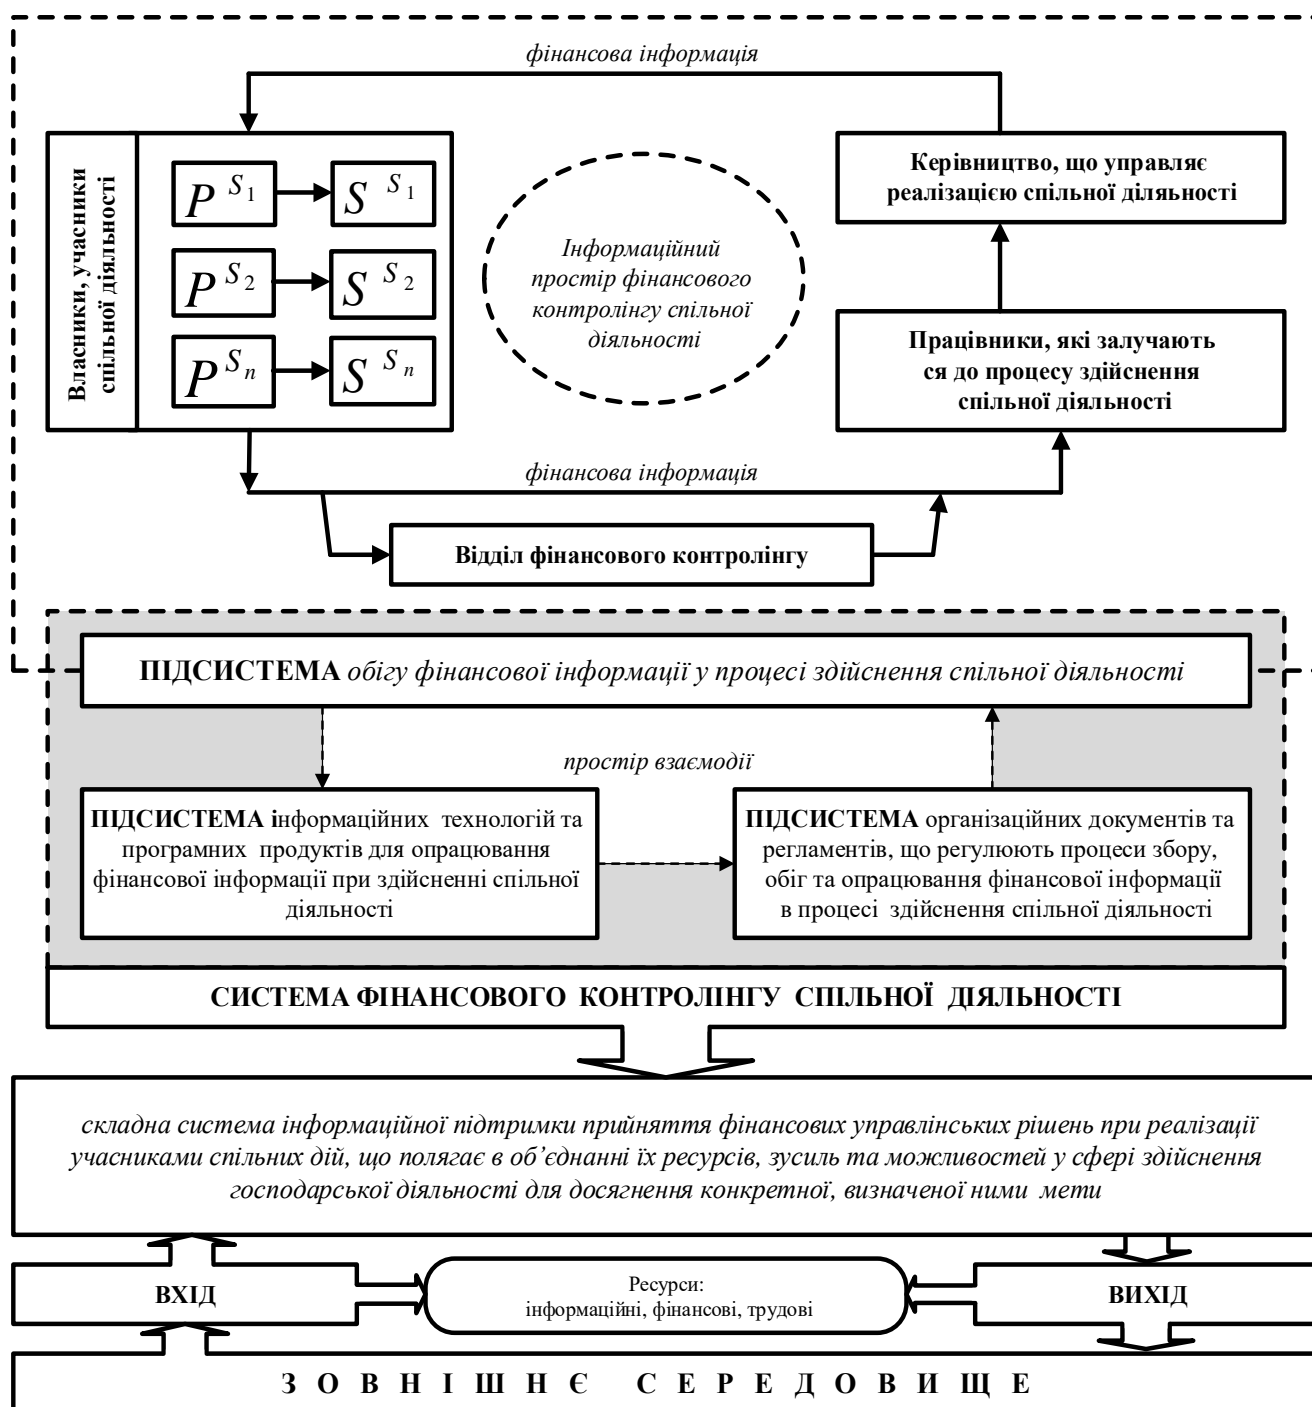 фінансова інформація
Власники, учасники
спільної діяльності
P S1
S S1
P S2
S S2
P Sn
S Sn
Інформаційний
простір фінансового
контролінгу спільної
діяльності
Керівництво, що управляє
реалізацією спільної діляьності
Працівники, які залучають
ся до процесу здійснення
спільної діяльності
фінансова інформація
Відділ фінансового контролінгу
ПІДСИСТЕМА обігу фінансової інформації у процесі здійснення спільної діяльності
простір взаємодії
ПІДСИСТЕМА інформаційних технологій та
програмних продуктів для опрацювання
фінансової інформації при здійсненні спільної
діяльності
ПІДСИСТЕМА організаційних документів та
регламентів, що регулюють процеси збору,
обіг та опрацювання фінансової інформації
в процесі здійснення спільної діяльності
СИСТЕМА ФІНАНСОВОГО КОНТРОЛІНГУ СПІЛЬНОЇ ДІЯЛЬНОСТІ
складна система інформаційної підтримки прийняття фінансових управлінських рішень при реалізації
учасниками спільних дій, що полягає в об’єднанні їх ресурсів, зусиль та можливостей у сфері здійснення
господарської діяльності для досягнення конкретної, визначеної ними мети
ВХІД
Ресурси:
інформаційні, фінансові, трудові
ВИХІД
З О В Н І Ш Н Є С Е Р Е Д О В И Щ Е